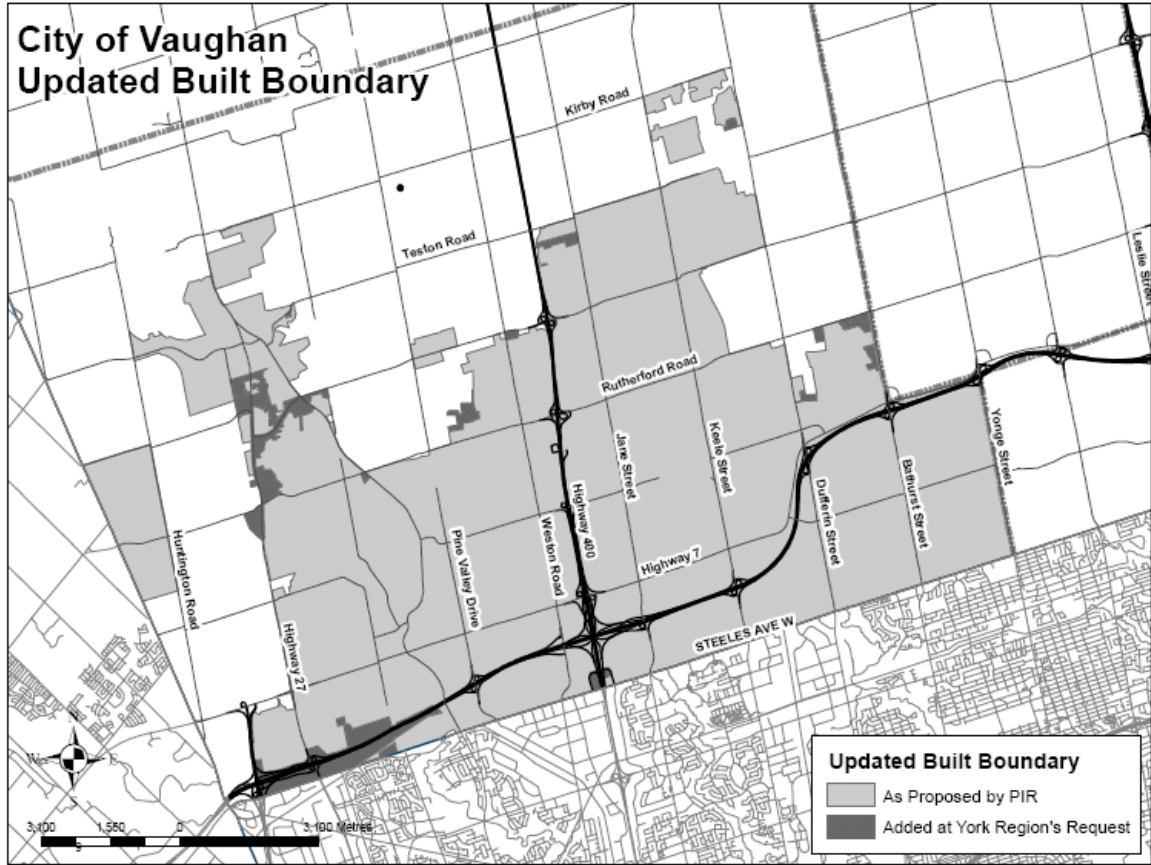 City of Vaughan
Updated Built Boundary
Kirby Road
Teston Road
Leslie Street
Rutherford Road
Jane Street
Keele Street
Yonge Street
Highway 400
Bathurst Street
Dufferin Street
Weston Road
Pine Valley Drive
Huntington Road
Highway 7
Highway 27
STEELES AVE W
N
W
E
S
Updated Built Boundary
As Proposed by PIR
Added at York Region's Request
3,100 1,550 0 3,100 Metres